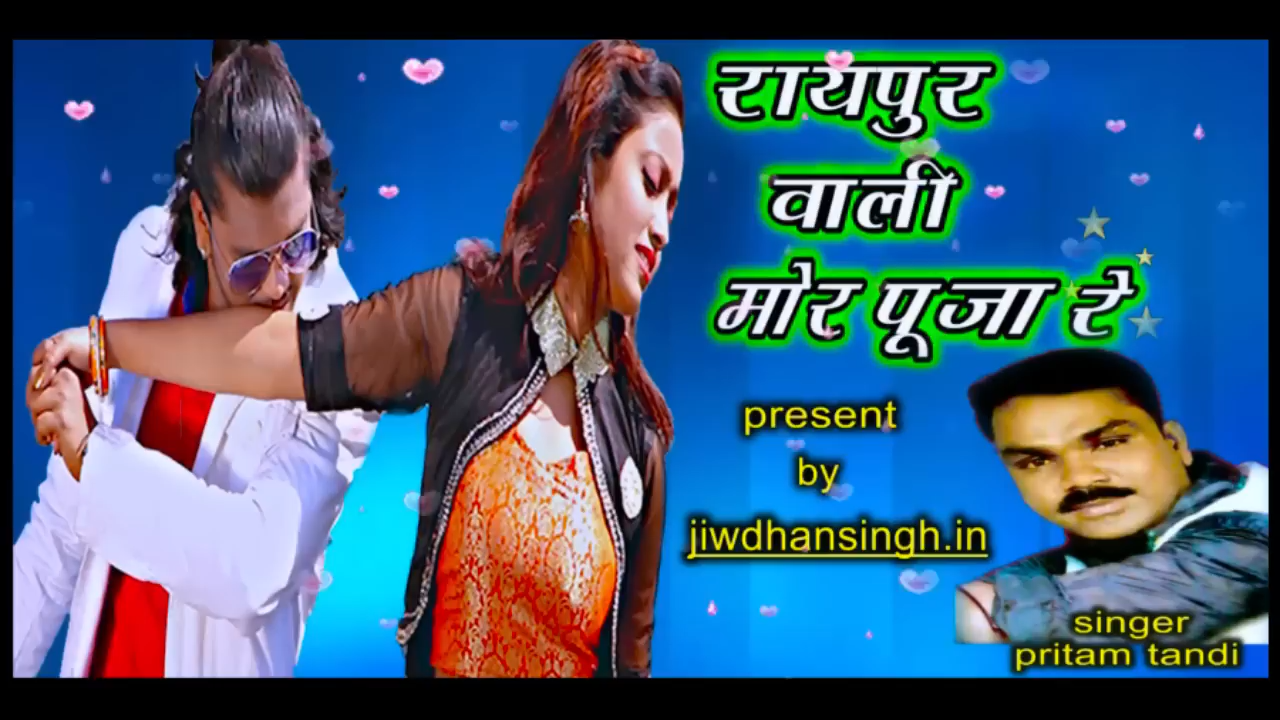 रायपुर
वाली
मोर पूजा रे
present
by
jiwdhansingh.in
singer
pritam tandi